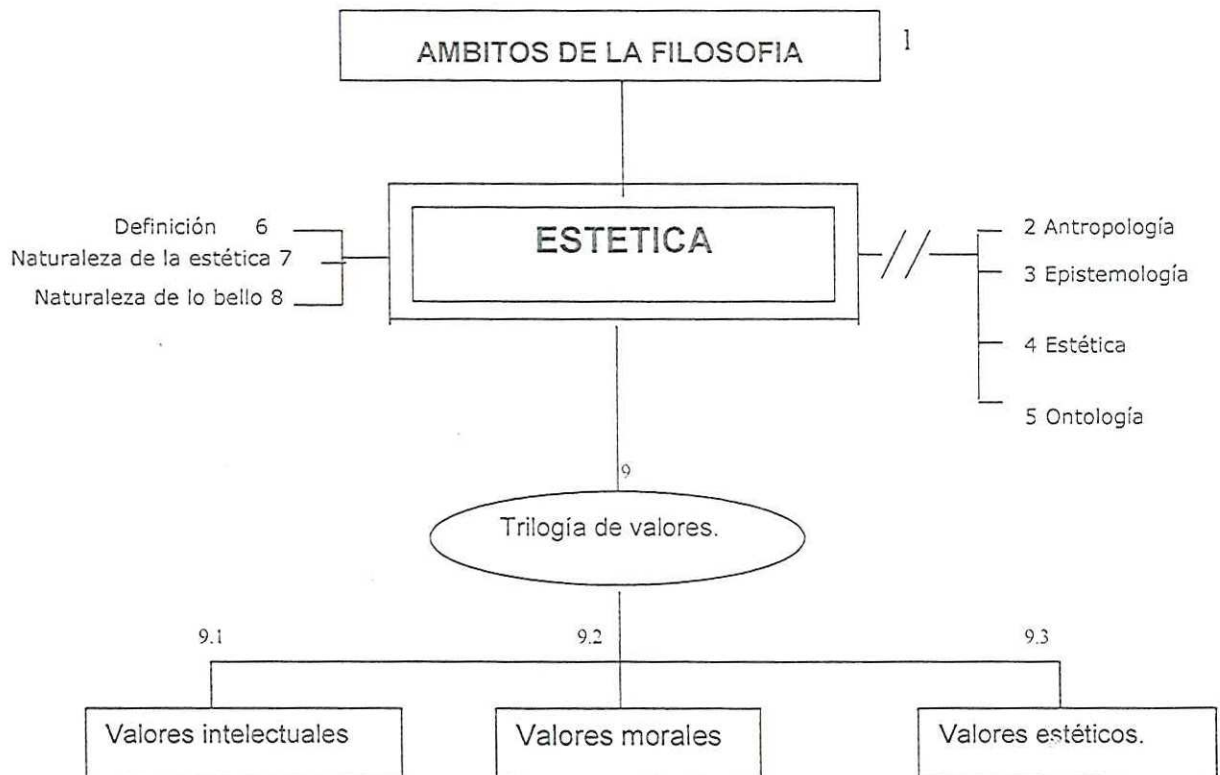 AMBITOS DE LA FILOSOFIA 1
ESTETICA
Definición 6
Naturaleza de la estética 7
Naturaleza de lo bello 8
2 Antropología
3 Epistemología
4 Estética
5 Ontología
9
Trilogía de valores.
9.1 9.2 9.3
Valores intelectuales
Valores morales
Valores estéticos.